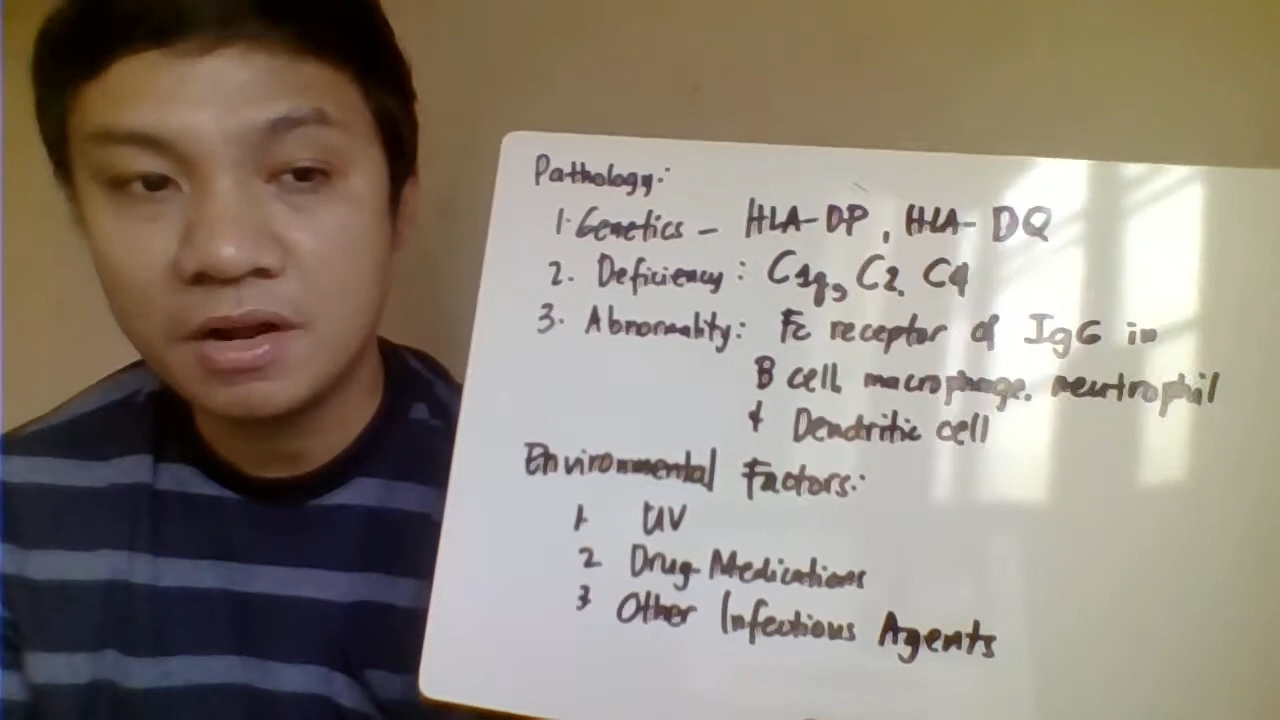 Pathology:
1. Genetics - HLA-DP, HLA-DQ
2. Deficiency: C1q, C2, C4
3. Abnormality: Fc receptor of IgG in
B cell, macrophage, neutrophil
& Dendritic cell
Environmental Factors:
1. UV
2 Drug-Medications
3 Other Infectious Agents